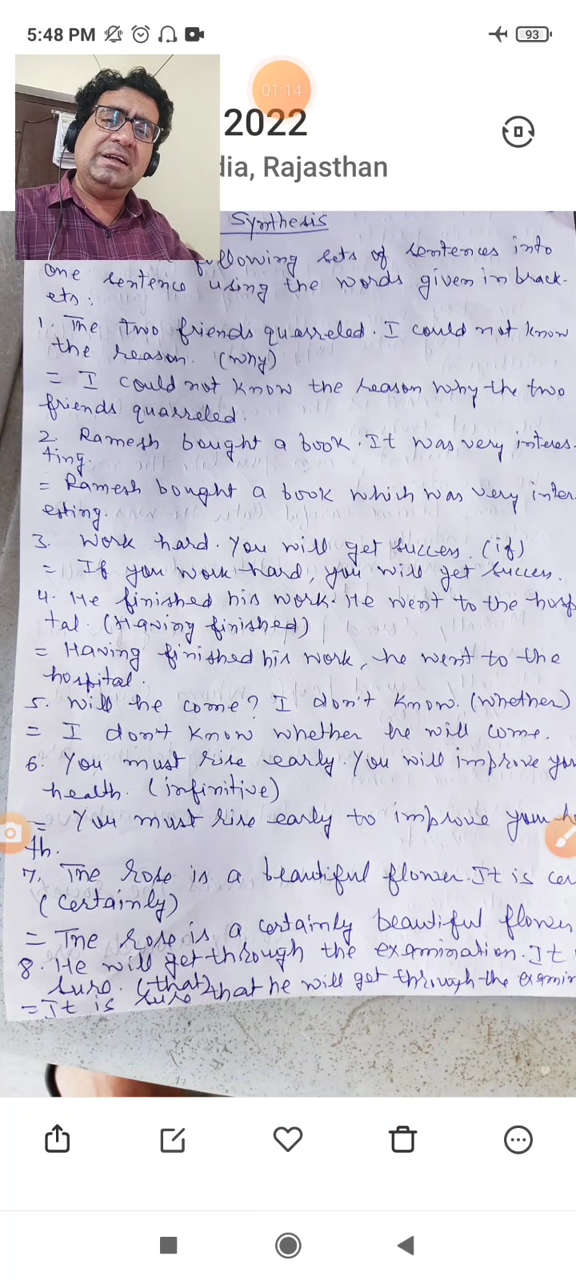 5:48 PM
93
01:14
2022
dia, Rajasthan
Synthesis
following sets of sentences into
one sentence using the words given in brack-
ets:
1. The two friends quarreled. I could not know
the reason. (why)
= I could not know the reason why the two
friends quarreled.
2. Ramesh bought a book. It was very interes-
ting.
= Ramesh bought a book which was very inter-
esting.
3. Work hard. You will get success. (if)
= If you work hard, you will get success.
4. He finished his work. He went to the hosp
tal. (Having finished)
= Having finished his work, he went to the
hospital.
5. Will he come? I don't know. (whether)
= I don't know whether he will come.
6. You must rise early. You will improve you
health. (infinitive)
= You must rise early to improve your h
th.
7. The rose is a beautiful flower. It is cer
(certainly)
= The rose is a certainly beautiful flower
8. He will get through the examination. It
sure. (that)
= It is sure that he will get through the examin